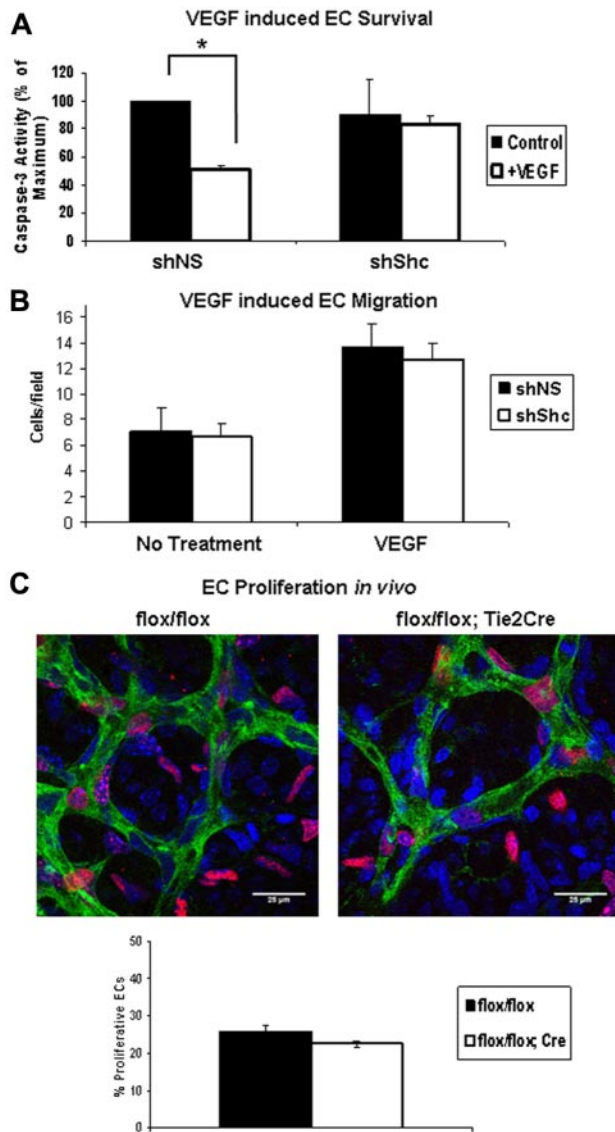 A
VEGF induced EC Survival
Caspase-3 Activity (% of
Maximum)
120
100
80
60
40
20
0
*
Control
+VEGF
shNS
shShc
B
VEGF induced EC Migration
Cells/field
16
14
12
10
8
6
4
2
0
shNS
shShc
No Treatment
VEGF
C
EC Proliferation in vivo
flox/flox
flox/flox; Tie2Cre
25 µm
25 µm
% Proliferative ECs
50
40
30
20
10
0
flox/flox
flox/flox; Cre